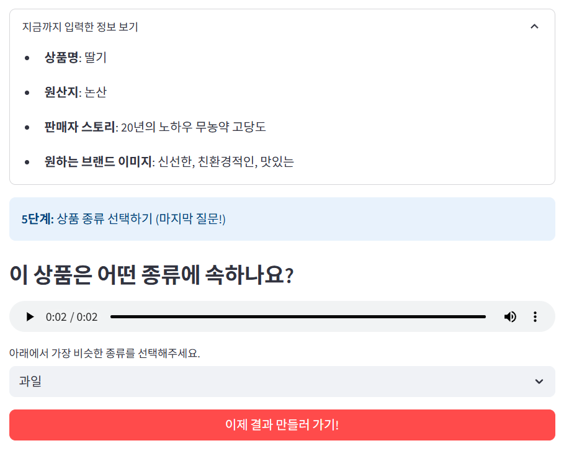 지금까지 입력한 정보 보기
• 상품명: 딸기
• 원산지: 논산
• 판매자 스토리: 20년의 노하우 무농약 고당도
• 원하는 브랜드 이미지: 신선한, 친환경적인, 맛있는
5단계: 상품 종류 선택하기 (마지막 질문!)
이 상품은 어떤 종류에 속하나요?
0:02 / 0:02
아래에서 가장 비슷한 종류를 선택해주세요.
과일
이제 결과 만들러 가기!